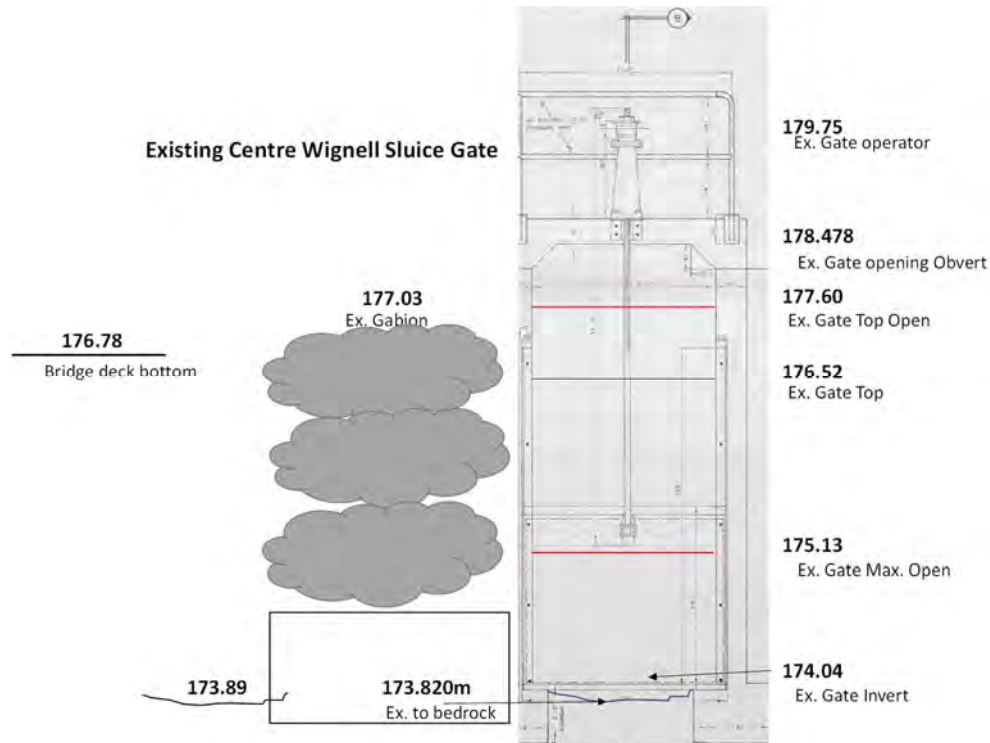 B
Existing Centre Wignell Sluice Gate
179.75
Ex. Gate operator
178.478
Ex. Gate opening Obvert
177.60
Ex. Gate Top Open
177.03
Ex. Gabion
176.78
Bridge deck bottom
176.52
Ex. Gate Top
175.13
Ex. Gate Max. Open
174.04
Ex. Gate Invert
173.89
173.820m
Ex. to bedrock